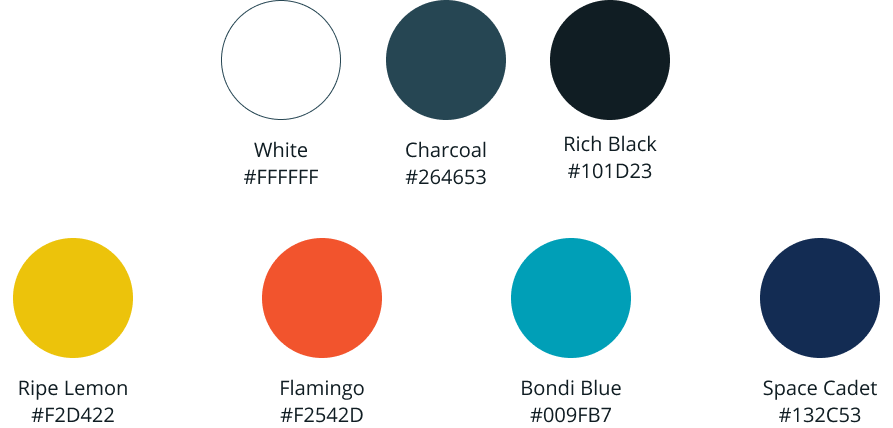 White
#FFFFFF
Charcoal
#264653
Rich Black
#101D23
Ripe Lemon
#F2D422
Flamingo
#F2542D
Bondi Blue
#009FB7
Space Cadet
#132C53